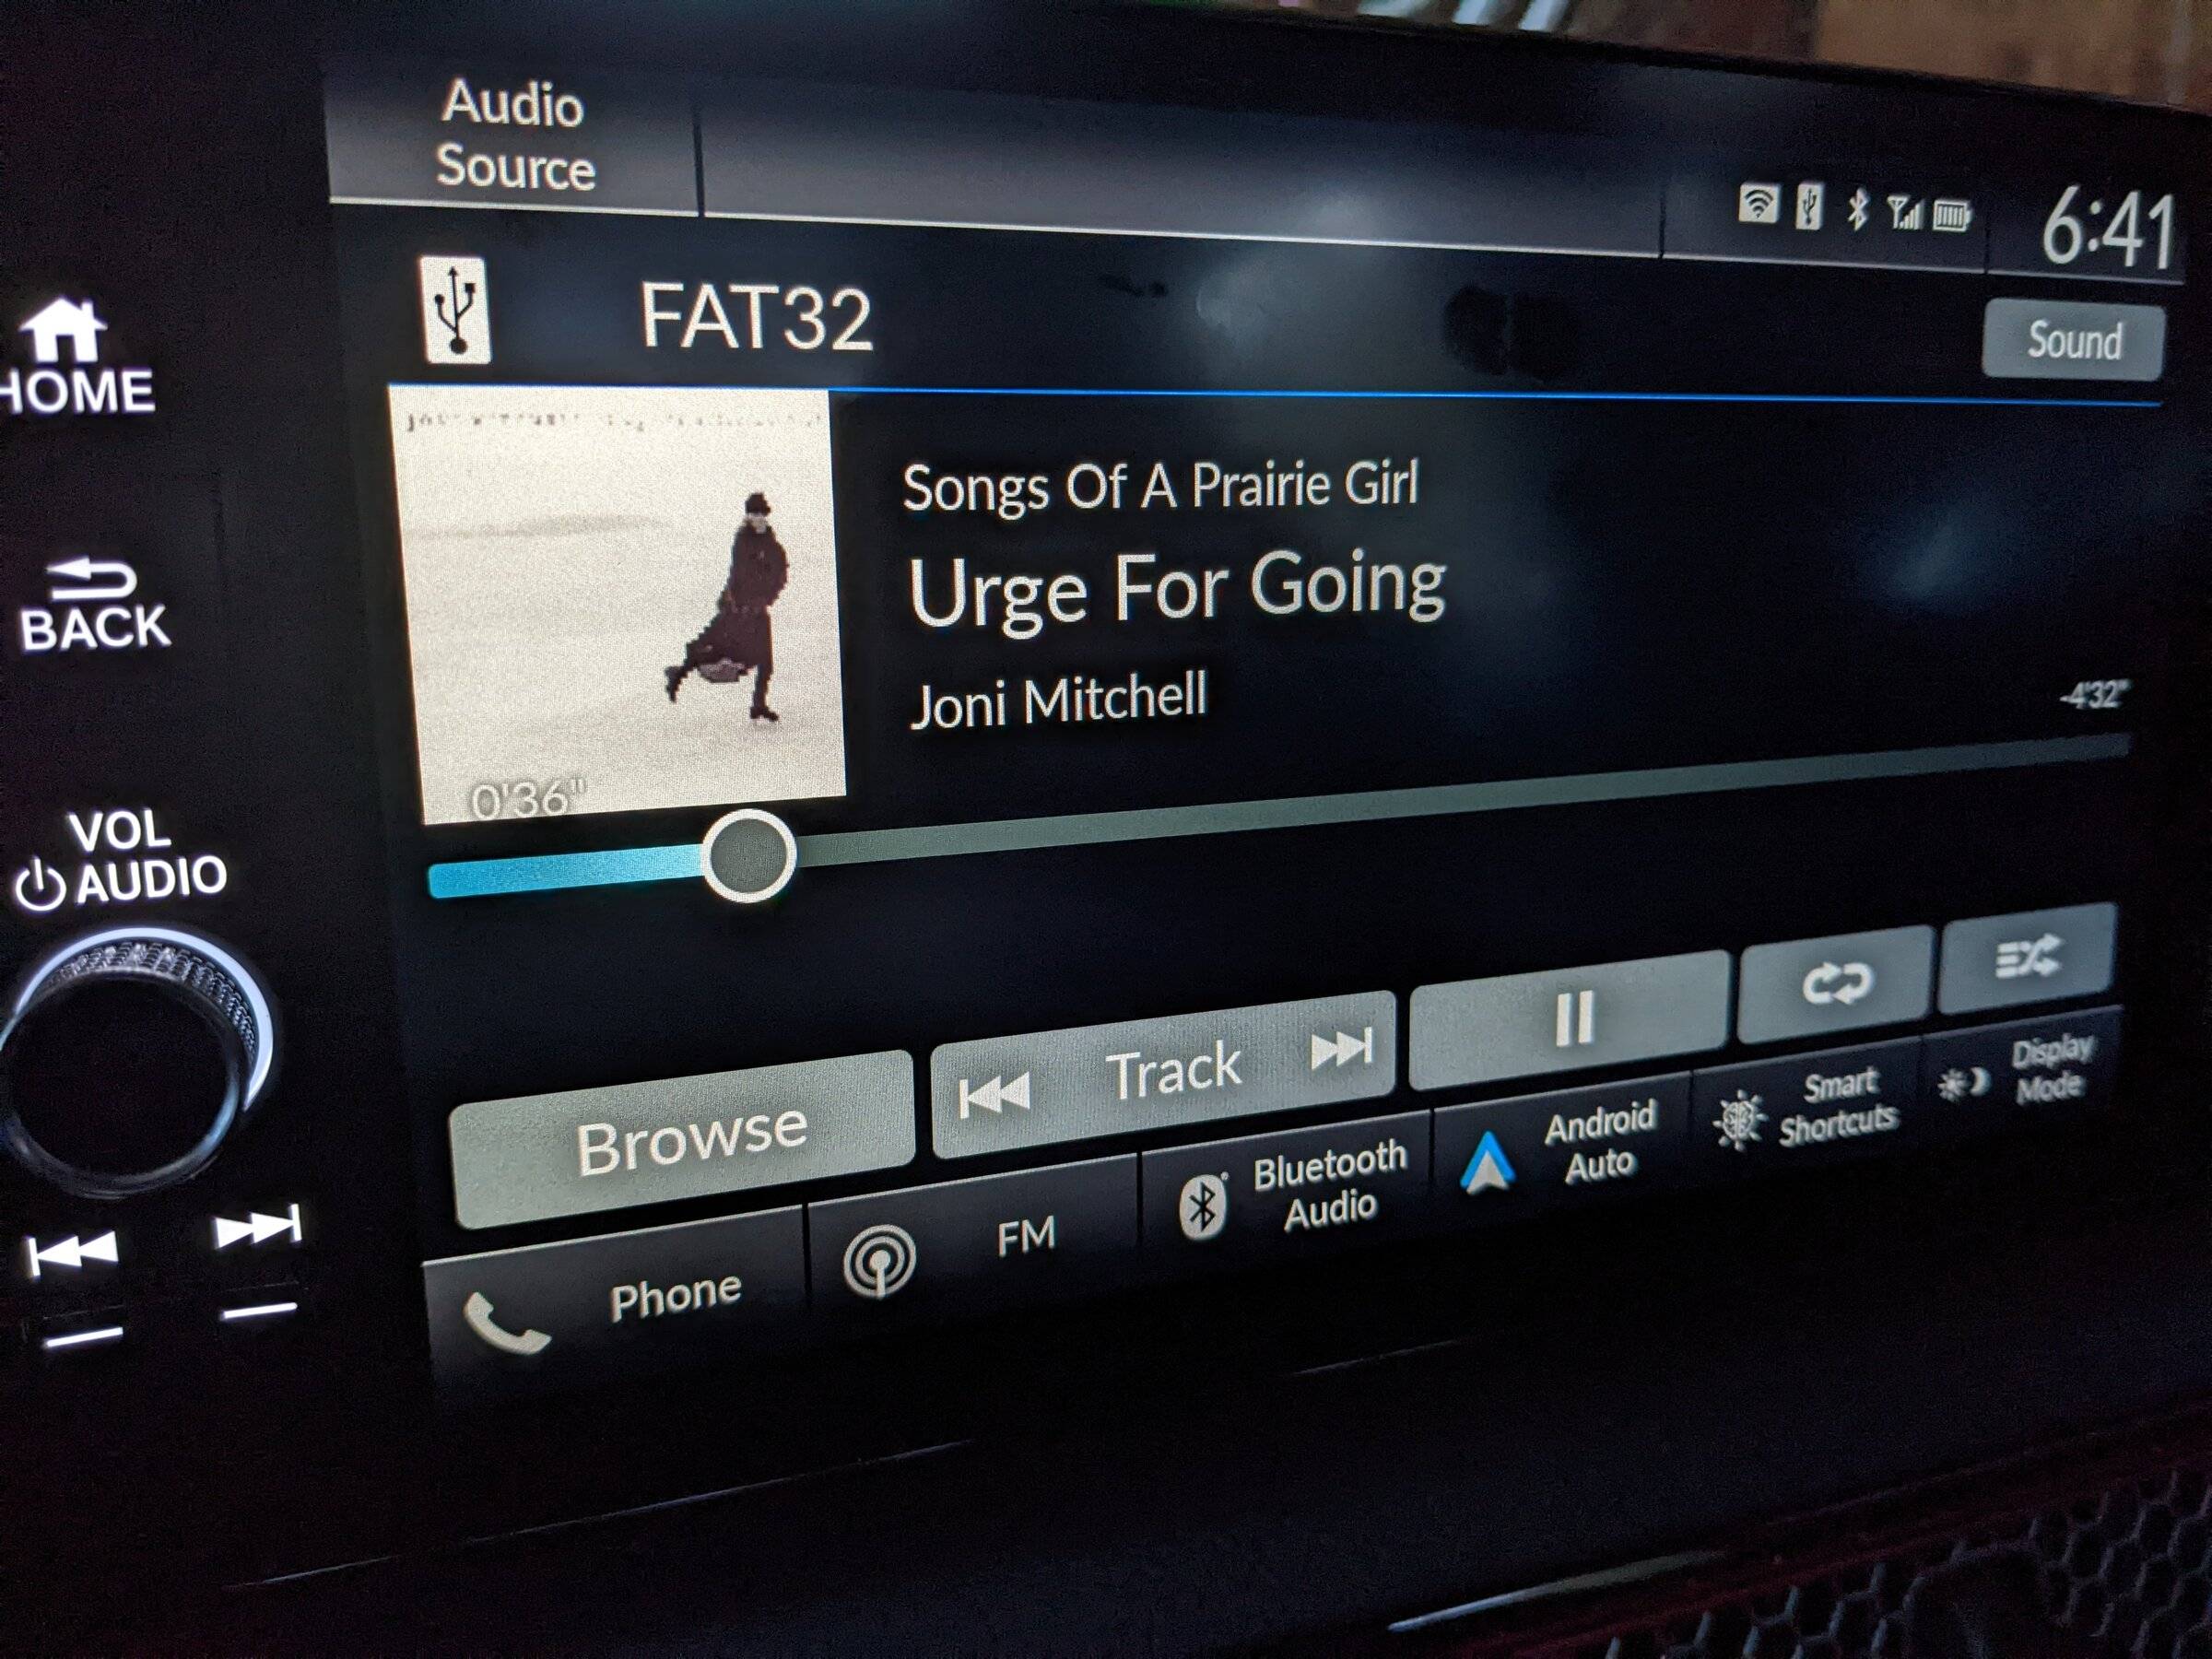 Audio
Source
6:41
FAT32
Sound
HOME
BACK
VOL
AUDIO
Songs Of A Prairie Girl
Urge For Going
Joni Mitchell
0'36"
-4'32"
Browse
Track
Phone
FM
Bluetooth
Audio
Android
Auto
Smart
Shortcuts
Display
Mode